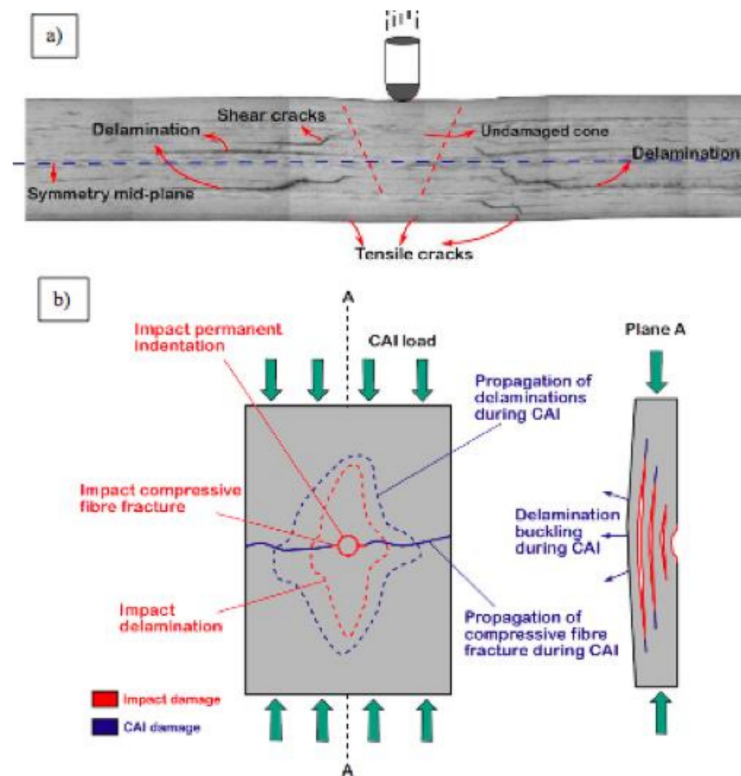 a)
Shear cracks
Delamination
Undamaged cone
Delamination
Symmetry mid-plane
Tensile cracks
b)
A
Impact permanent
indentation
CAI load
Plane A
Propagation of
delaminations
during CAI
Impact compressive
fibre fracture
Delamination
buckling
during CAI
Impact
delamination
Propagation of
compressive fibre
fracture during CAI
Impact damage
CAI damage
A